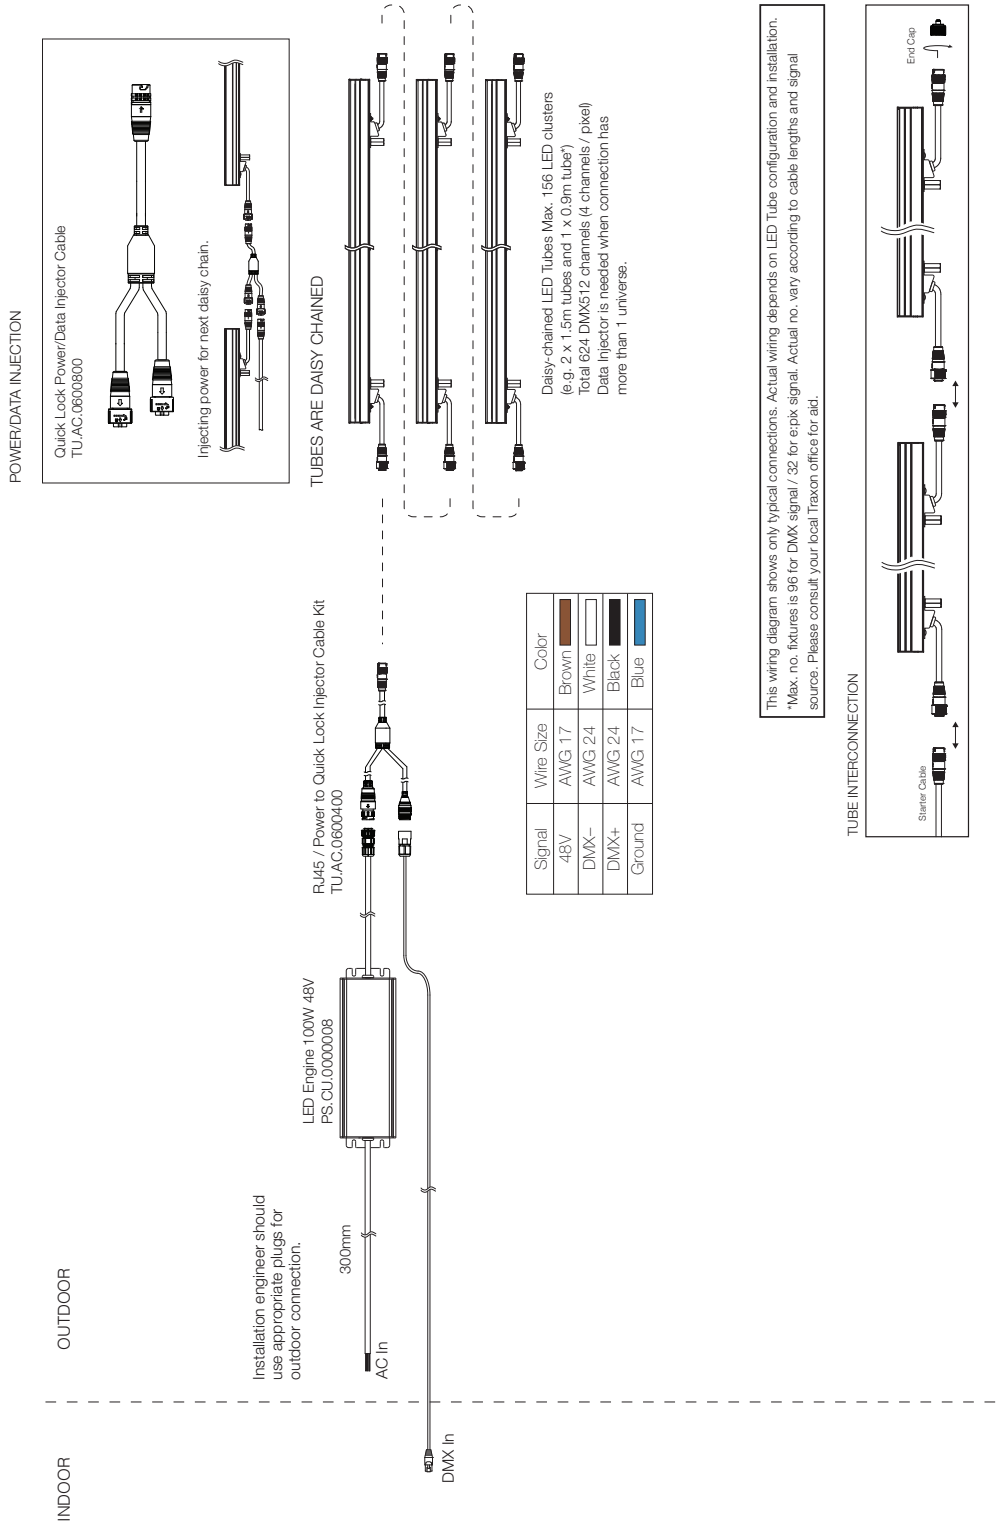 INDOOR
OUTDOOR
POWER/DATA INJECTION
Quick Lock Power/Data Injector Cable
TU.AC.0600800
Injecting power for next daisy chain.
Installation engineer should
use appropriate plugs for
outdoor connection.
300mm
AC In
DMX In
LED Engine 100W 48V
PS.CU.0000008
RJ45 / Power to Quick Lock Injector Cable Kit
TU.AC.0600400
TUBES ARE DAISY CHAINED
Daisy-chained LED Tubes Max. 156 LED clusters
(e.g. 2 x 1.5m tubes and 1 x 0.9m tube*)
Total 624 DMX512 channels (4 channels / pixel)
Data Injector is needed when connection has
more than 1 universe.
Signal Wire Size Color
48V AWG 17 Brown
DMX– AWG 24 White
DMX+ AWG 24 Black
Ground AWG 17 Blue
This wiring diagram shows only typical connections. Actual wiring depends on LED Tube configuration and installation.
*Max. no. fixtures is 96 for DMX signal / 32 for e:pix signal. Actual no. vary according to cable lengths and signal
source. Please consult your local Traxon office for aid.
TUBE INTERCONNECTION
Starter Cable
End Cap